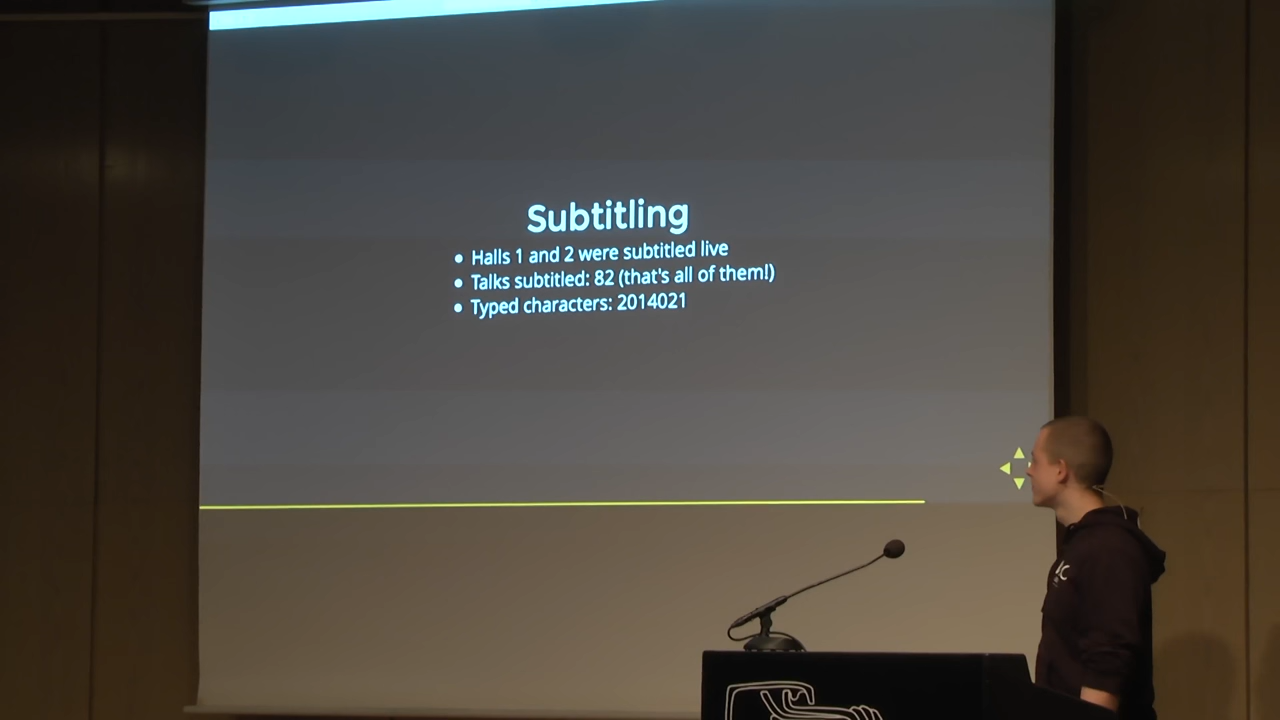 Subtitling
• Halls 1 and 2 were subtitled live
• Talks subtitled: 82 (that's all of them!)
• Typed characters: 2014021